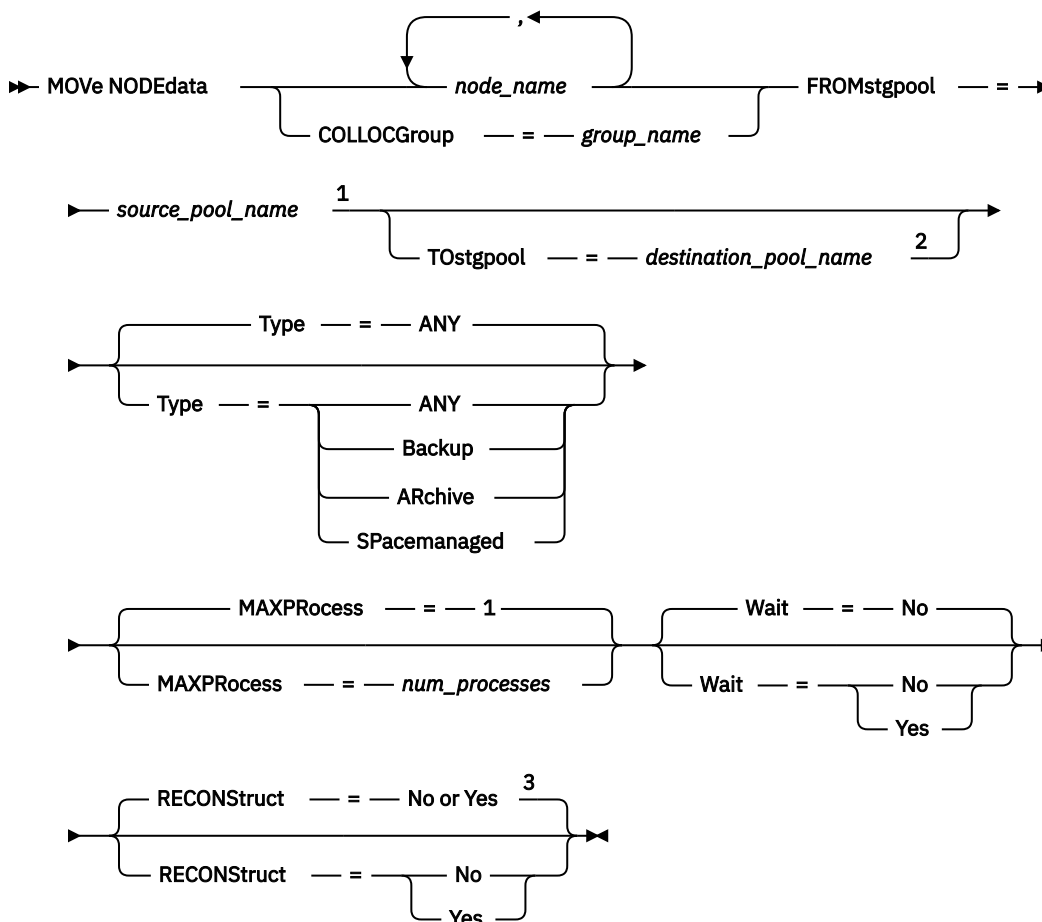 ,
MOVe NODEdata node_name FROMstgpool =
COLLOCGroup = group_name
source_pool_name 1
TOstgpool = destination_pool_name 2
Type = ANY
Type = ANY
Backup
ARchive
SPacemanaged
MAXPRocess = 1 Wait = No
MAXPRocess = num_processes Wait = No
Yes
RECONStruct = No or Yes 3
RECONStruct = No
Yes